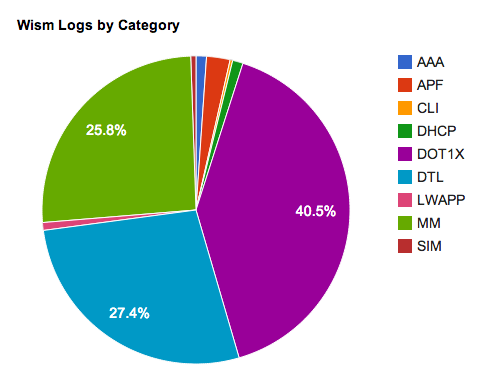 Wism Logs by Category
AAA
APF
CLI
DHCP
DOT1X
DTL
LWAPP
MM
SIM
25.8%
40.5%
27.4%